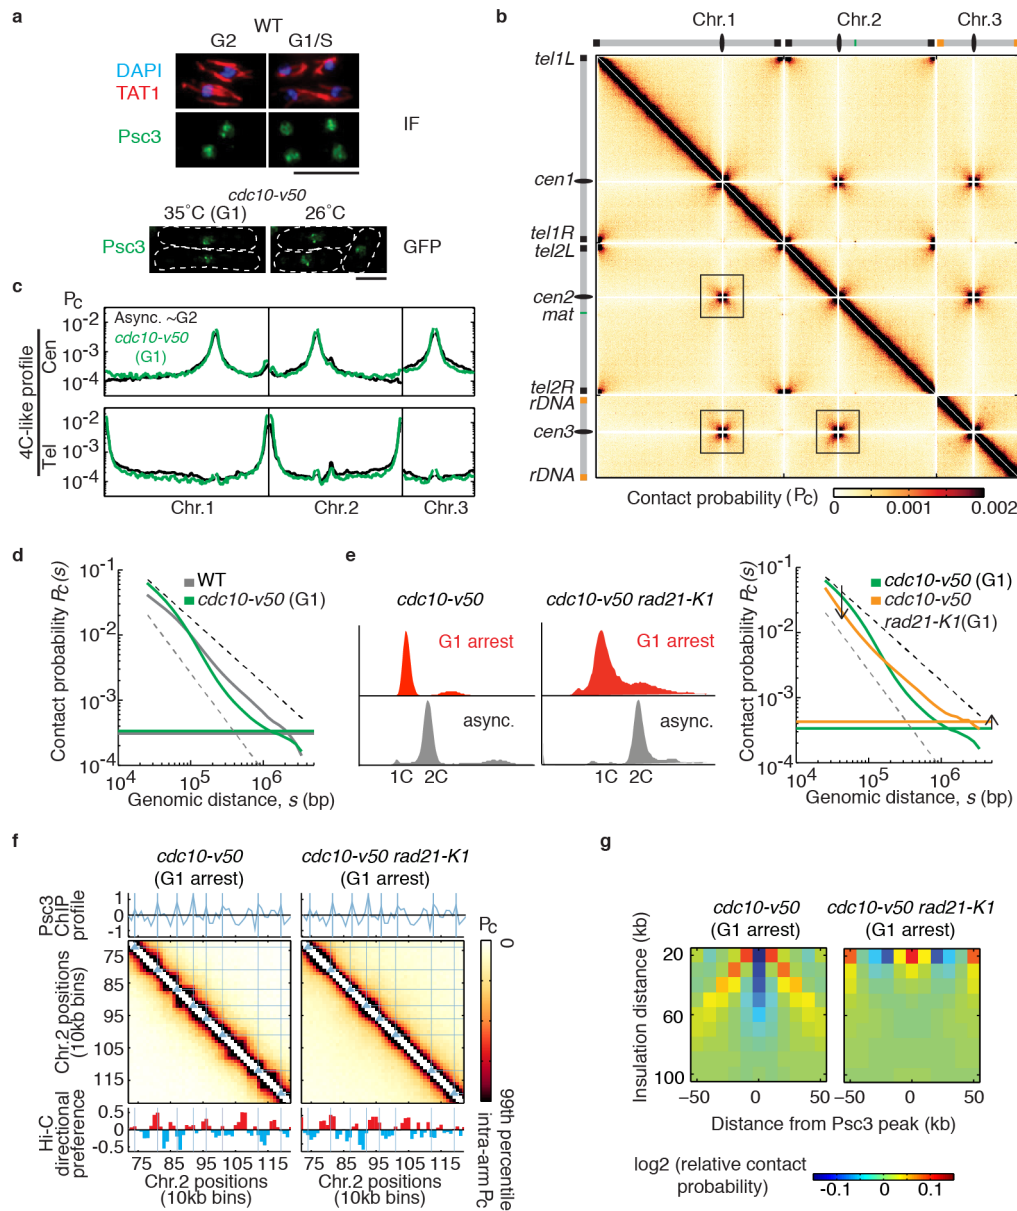 a
WT
G2 G1/S
DAPI
TAT1
Psc3
IF
cdc10-v50
35°C (G1) 26°C
Psc3
GFP
b
Chr.1 Chr.2 Chr.3
tel1L
cen1
tel1R
tel2L
cen2
mat
tel2R
rDNA
cen3
rDNA
Contact probability (PC)
0 0.001 0.002
c
PC
4C-like profile
Cen
Tel
10-2
10-3
10-4
Async. ~G2
cdc10-v50
(G1)
10-2
10-3
10-4
Chr.1 Chr.2 Chr.3
d
Contact probability PC(s)
10-1
10-2
10-3
10-4
WT
cdc10-v50 (G1)
104 105 106
Genomic distance, s (bp)
e
cdc10-v50 cdc10-v50 rad21-K1
G1 arrest G1 arrest
async. async.
1C 2C 1C 2C
Contact probability PC(s)
10-1
10-2
10-3
10-4
cdc10-v50 (G1)
cdc10-v50
rad21-K1(G1)
104 105 106
Genomic distance, s (bp)
f
cdc10-v50 cdc10-v50 rad21-K1
(G1 arrest) (G1 arrest)
Psc3
ChIP
profile
1
0
-1
Chr.2 positions
(10kb bins)
75
85
95
105
115
Hi-C
directional
preference
0.5
0
-0.5
75 85 95 105 115 75 85 95 105 115
Chr.2 positions Chr.2 positions
(10kb bins) (10kb bins)
PC
0
99th percentile
intra-arm PC
g
cdc10-v50 cdc10-v50 rad21-K1
(G1 arrest) (G1 arrest)
Insulation distance (kb)
20
60
100
−50 0 50 −50 0 50
Distance from Psc3 peak (kb)
log2 (relative contact
probability)
-0.1 0 0.1